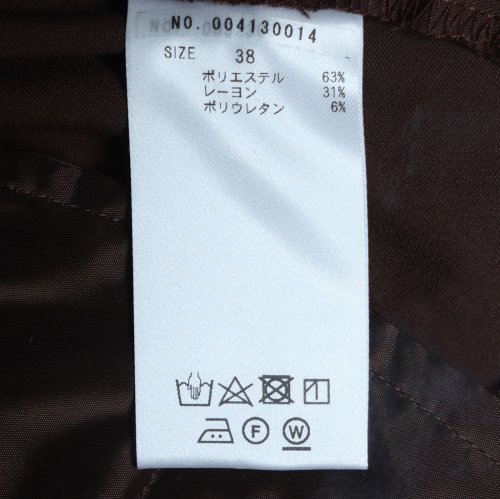 NO. 004130014
SIZE 38
ポリエステル 63%
レーヨン 31%
ポリウレタン 6%
F W